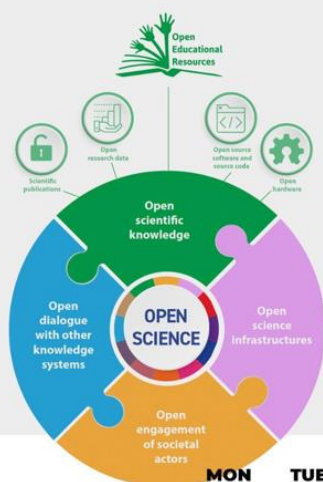 Open
Educational
Resources
Scientific
publications
Open
research data
Open source
software and
source code
Open
hardware
Open
scientific
knowledge
Open
dialogue
with other
knowledge
systems
OPEN
SCIENCE
Open
science
infrastructures
Open
engagement
of societal
actors
MON TUE